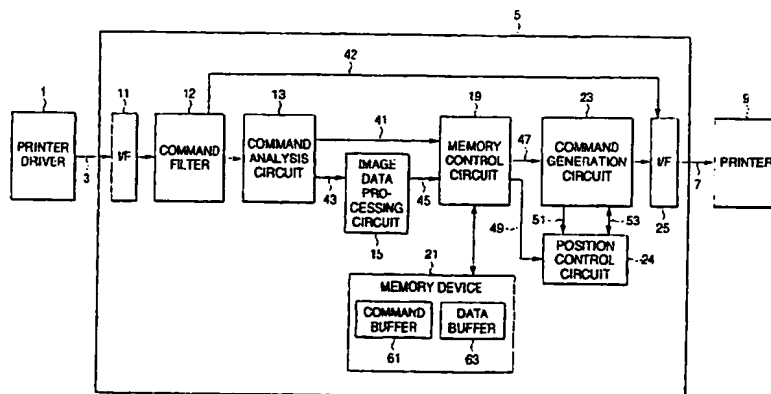 5
42
1
11
12
13
19
23
9
PRINTER
DRIVER
3
I/F
COMMAND
FILTER
COMMAND
ANALYSIS
CIRCUIT
41
43
IMAGE
DATA
PRO-
CESSING
CIRCUIT
15
45
MEMORY
CONTROL
CIRCUIT
47
49
COMMAND
GENERATION
CIRCUIT
51
53
I/F
25
7
PRINTER
POSITION
CONTROL
CIRCUIT
24
21
MEMORY DEVICE
COMMAND
BUFFER
61
DATA
BUFFER
63